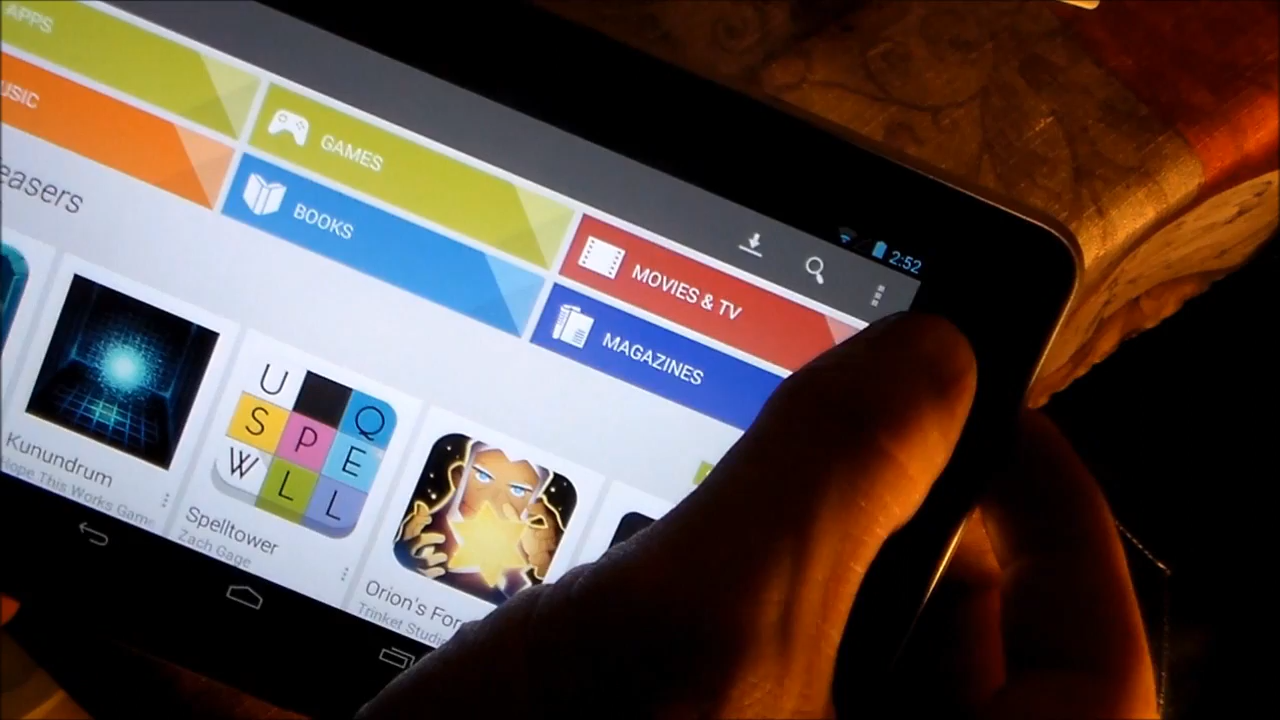 2:52
APPS
GAMES
MOVIES & TV
USIC
BOOKS
MAGAZINES
easers
Kunundrum
Hope This Works Game
U
S P Q
W L E
L
Spelltower
Zach Gage
Orion's For
Trinket Studio